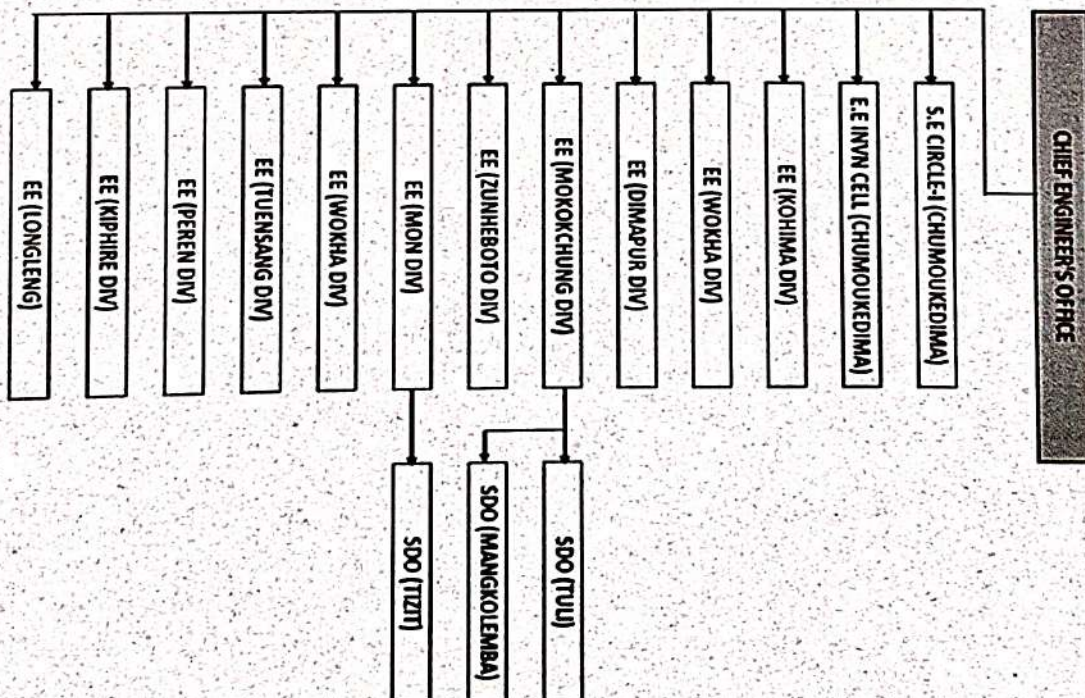 CHIEF ENGINEER'S OFFICE
S.E CIRCLE-I (CHUMOUKEDIMA)
E.E INVN CELL (CHUMOUKEDIMA)
EE (KOHIMA DIV)
EE (WOKHA DIV)
EE (DIMAPUR DIV)
EE (MOKOKCHUNG DIV)
SDO (TULI)
SDO (MANGKOLEMBA)
EE (ZUNHEBOTO DIV)
EE (MON DIV)
SDO (TIZIT)
EE (WOKHA DIV)
EE (TUENSANG DIV)
EE (PEREN DIV)
EE (KIPHIRE DIV)
EE (LONGLENG)